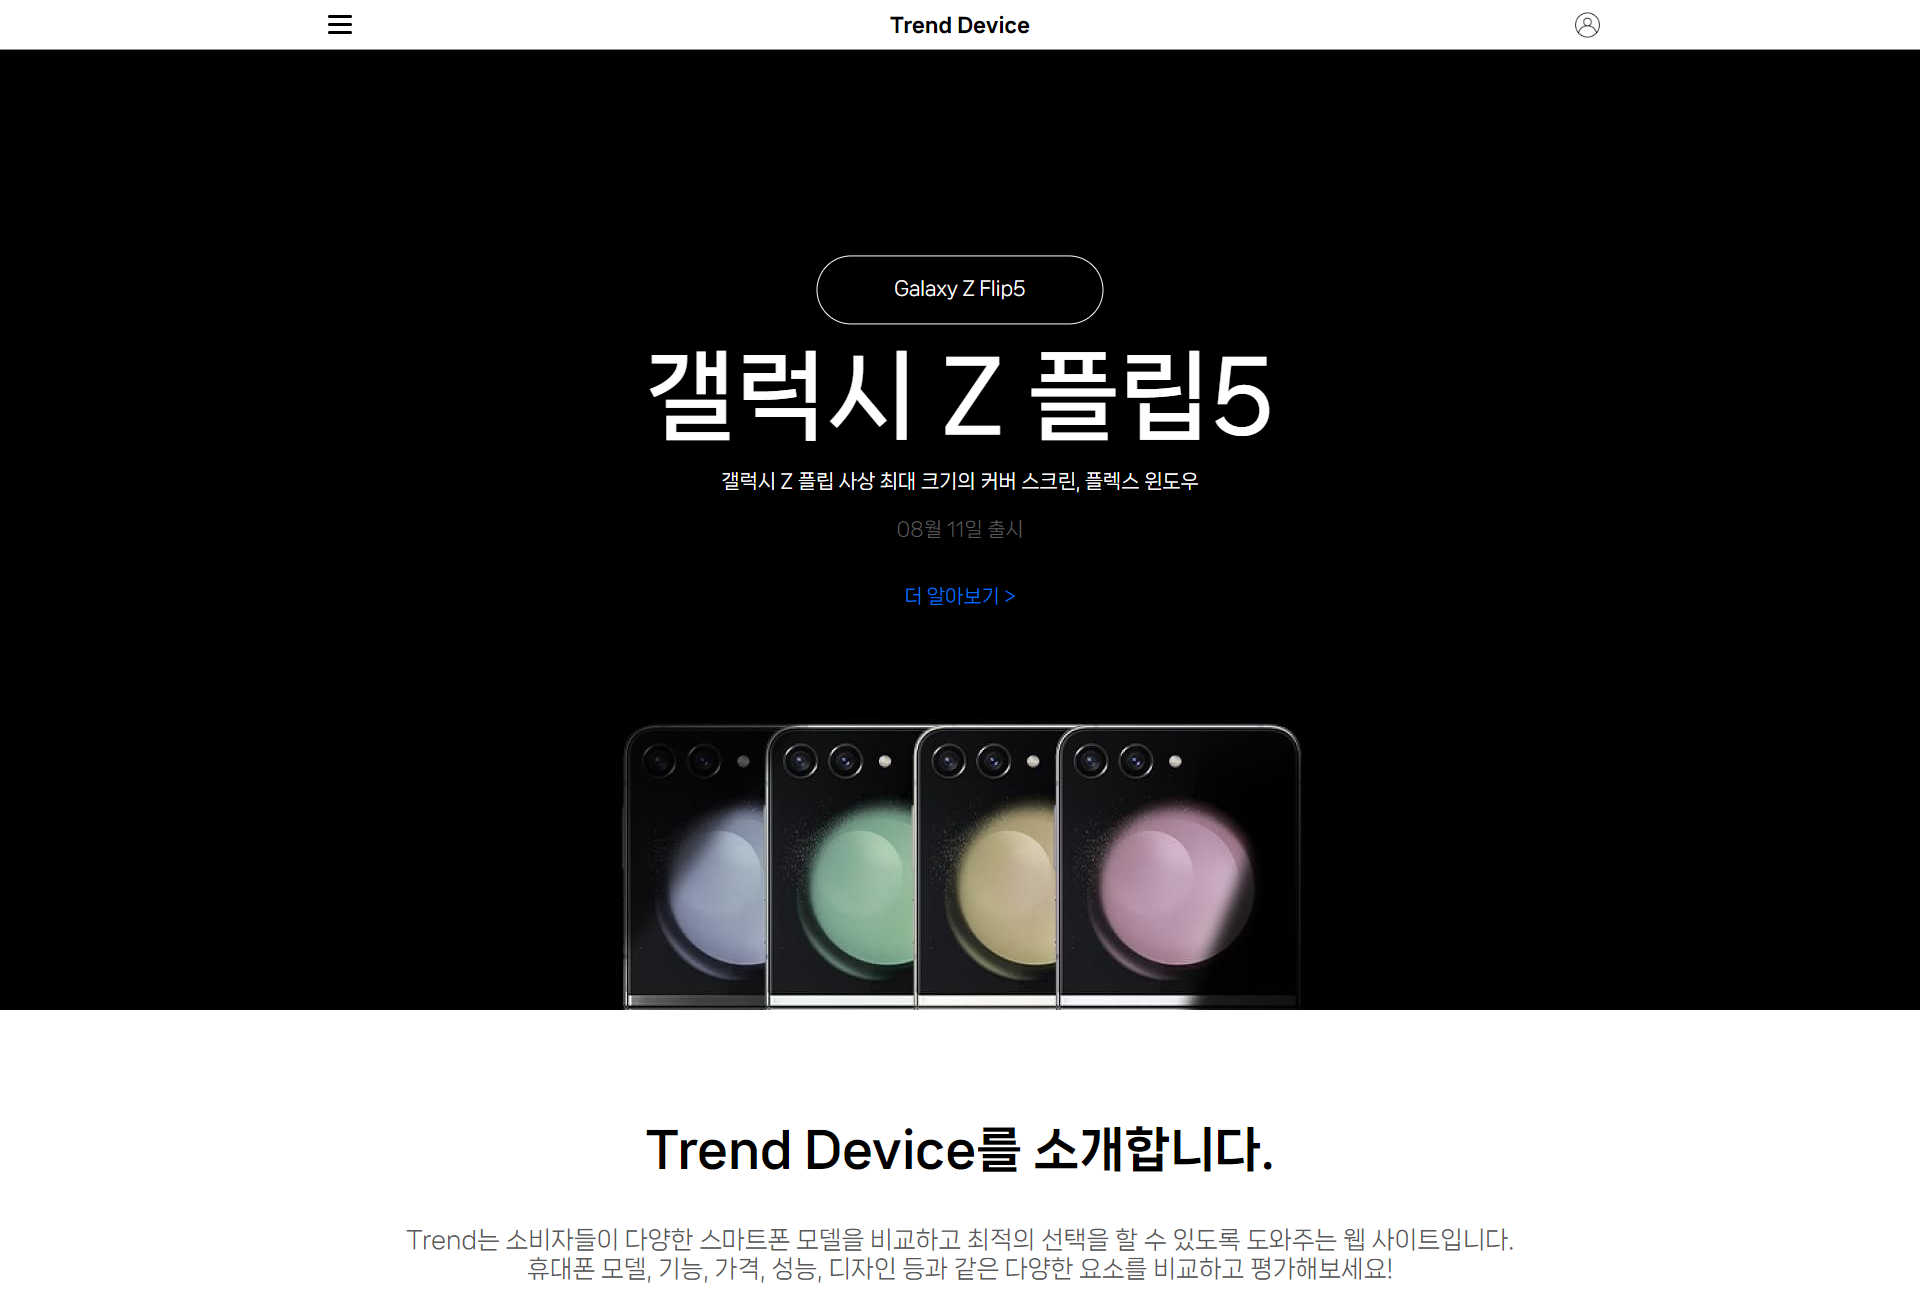 Trend Device
Galaxy Z Flip5
갤럭시 Z 플립5
갤럭시 Z 플립 사상 최대 크기의 커버 스크린, 플렉스 윈도우
08월 11일 출시
더 알아보기 >
Trend Device를 소개합니다.
Trend는 소비자들이 다양한 스마트폰 모델을 비교하고 최적의 선택을 할 수 있도록 도와주는 웹 사이트입니다.
휴대폰 모델, 기능, 가격, 성능, 디자인 등과 같은 다양한 요소를 비교하고 평가해보세요!